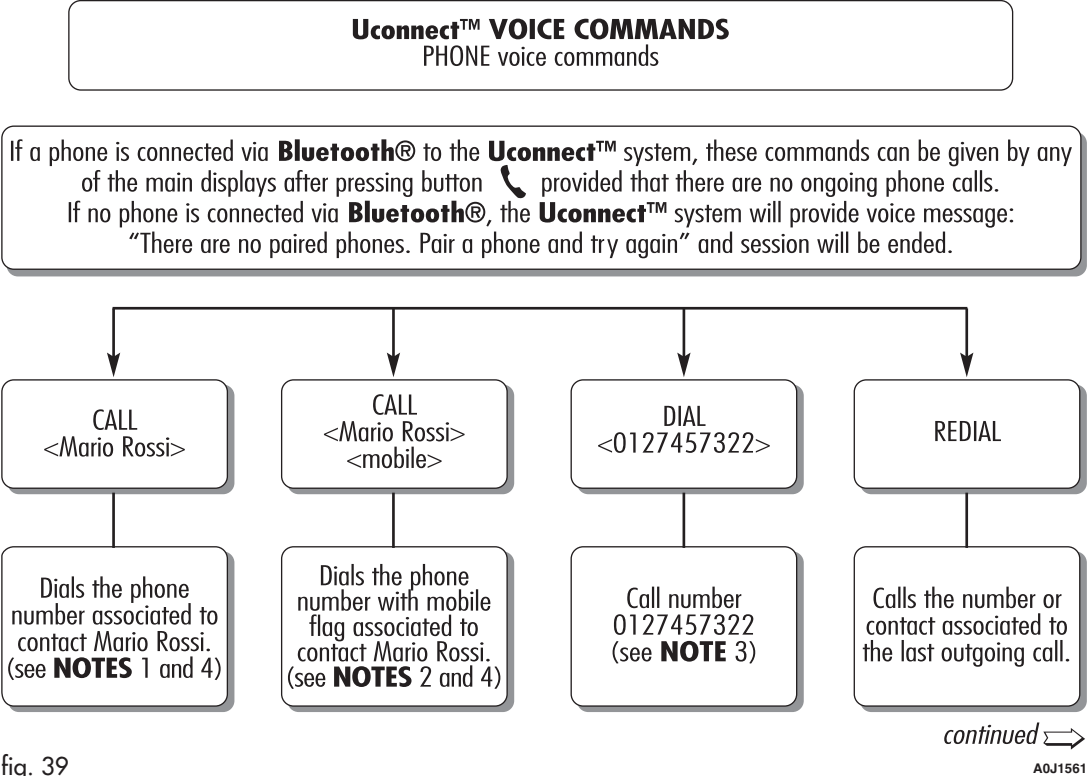 Uconnect™ VOICE COMMANDS
PHONE voice commands
If a phone is connected via Bluetooth® to the Uconnect™ system, these commands can be given by any
of the main displays after pressing button provided that there are no ongoing phone calls.
If no phone is connected via Bluetooth®, the Uconnect™ system will provide voice message:
“There are no paired phones. Pair a phone and try again” and session will be ended.
CALL
<Mario Rossi>
CALL
<Mario Rossi>
<mobile>
DIAL
<0127457322>
REDIAL
Dials the phone
number associated to
contact Mario Rossi.
(see NOTES 1 and 4)
Dials the phone
number with mobile
flag associated to
contact Mario Rossi.
(see NOTES 2 and 4)
Call number
0127457322
(see NOTE 3)
Calls the number or
contact associated to
the last outgoing call.
continued
fig. 39
A0J1561